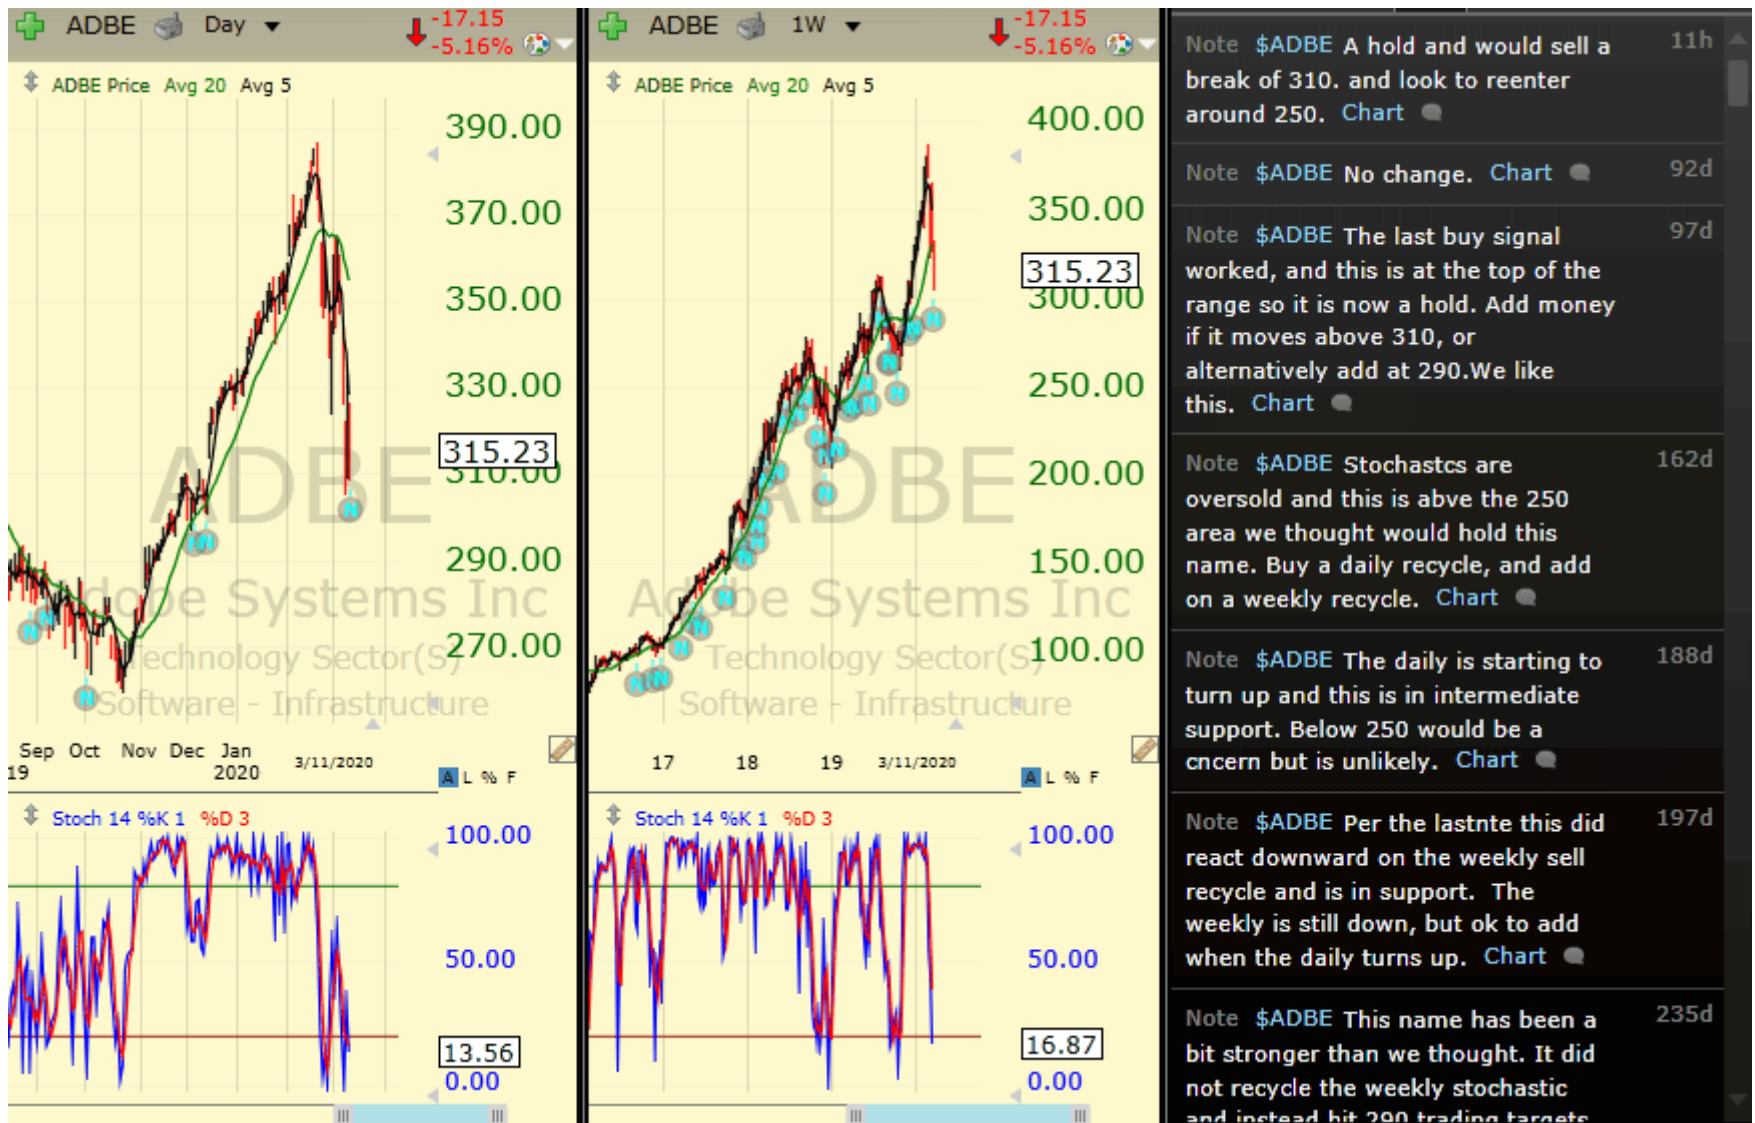 ADBE Day
-17.15
-5.16%
ADBE Price Avg 20 Avg 5
390.00
370.00
350.00
330.00
315.23
310.00
290.00
270.00
ADBE
Adobe Systems Inc
Technology Sector(S)
Software - Infrastructure
Sep Oct Nov Dec Jan
19 2020 3/11/2020
A L % F
Stoch 14 %K 1 %D 3
100.00
50.00
13.56
0.00
ADBE 1W
-17.15
-5.16%
ADBE Price Avg 20 Avg 5
400.00
350.00
315.23
300.00
250.00
200.00
150.00
100.00
ADBE
Adobe Systems Inc
Technology Sector(S)
Software - Infrastructure
17 18 19 3/11/2020
A L % F
Stoch 14 %K 1 %D 3
100.00
50.00
16.87
0.00
Note $ADBE A hold and would sell a 11h
break of 310. and look to reenter
around 250. Chart
Note $ADBE No change. Chart 92d
Note $ADBE The last buy signal 97d
worked, and this is at the top of the
range so it is now a hold. Add money
if it moves above 310, or
alternatively add at 290.We like
this. Chart
Note $ADBE Stochastcs are 162d
oversold and this is abve the 250
area we thought would hold this
name. Buy a daily recycle, and add
on a weekly recycle. Chart
Note $ADBE The daily is starting to 188d
turn up and this is in intermediate
support. Below 250 would be a
cncern but is unlikely. Chart
Note $ADBE Per the lastnte this did 197d
react downward on the weekly sell
recycle and is in support. The
weekly is still down, but ok to add
when the daily turns up. Chart
Note $ADBE This name has been a 235d
bit stronger than we thought. It did
not recycle the weekly stochastic
and instead hit 290 trading targets